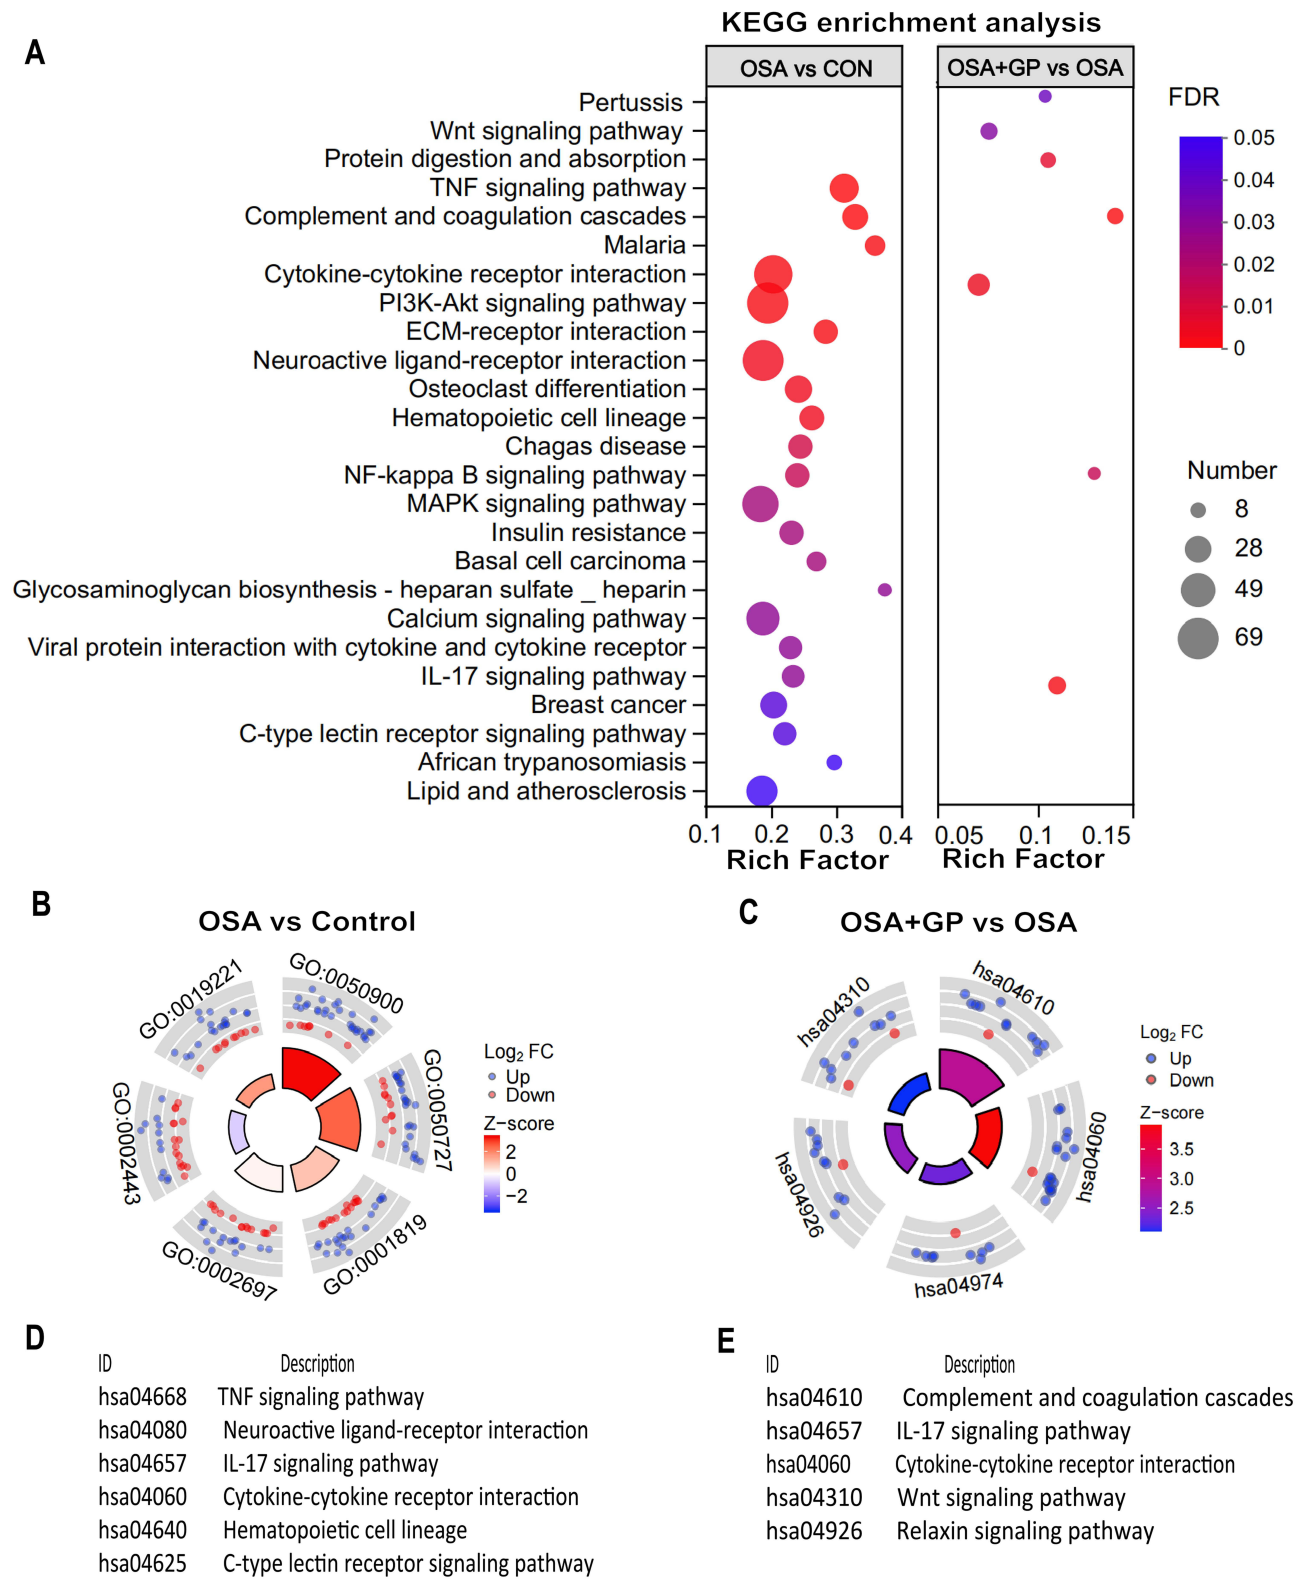 KEGG enrichment analysis
A
OSA vs CON
OSA+GP vs OSA
Pertussis
Wnt signaling pathway
Protein digestion and absorption
TNF signaling pathway
Complement and coagulation cascades
Malaria
Cytokine-cytokine receptor interaction
PI3K-Akt signaling pathway
ECM-receptor interaction
Neuroactive ligand-receptor interaction
Osteoclast differentiation
Hematopoietic cell lineage
Chagas disease
NF-kappa B signaling pathway
MAPK signaling pathway
Insulin resistance
Basal cell carcinoma
Glycosaminoglycan biosynthesis - heparan sulfate _ heparin
Calcium signaling pathway
Viral protein interaction with cytokine and cytokine receptor
IL-17 signaling pathway
Breast cancer
C-type lectin receptor signaling pathway
African trypanosomiasis
Lipid and atherosclerosis
0.1 0.2 0.3 0.4
Rich Factor
0.05 0.1 0.15
Rich Factor
FDR
0.05
0.04
0.03
0.02
0.01
0
Number
8
28
49
69
B
OSA vs Control
GO:0019221
GO:0050900
GO:0050727
GO:0001819
GO:0002697
GO:0002443
Log2 FC
Up
Down
Z-score
2
0
-2
C
OSA+GP vs OSA
hsa04310
hsa04610
hsa04060
hsa04974
hsa04926
Log2 FC
Up
Down
Z-score
3.5
3.0
2.5
D
ID Description
hsa04668 TNF signaling pathway
hsa04080 Neuroactive ligand-receptor interaction
hsa04657 IL-17 signaling pathway
hsa04060 Cytokine-cytokine receptor interaction
hsa04640 Hematopoietic cell lineage
hsa04625 C-type lectin receptor signaling pathway
E
ID Description
hsa04610 Complement and coagulation cascades
hsa04657 IL-17 signaling pathway
hsa04060 Cytokine-cytokine receptor interaction
hsa04310 Wnt signaling pathway
hsa04926 Relaxin signaling pathway